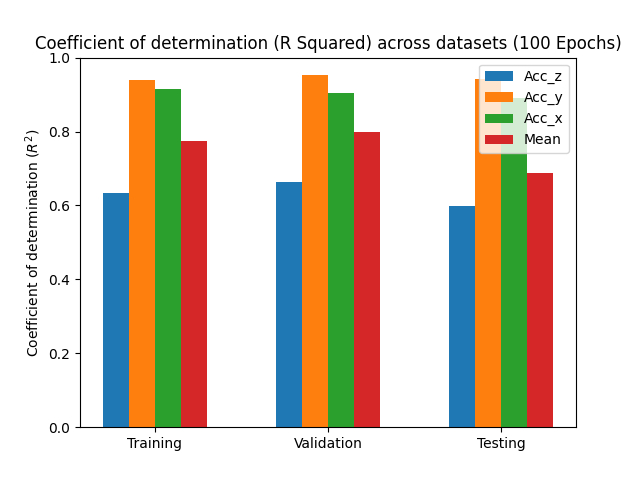 Coefficient of determination (R Squared) across datasets (100 Epochs)
Coefficient of determination (R²)
1.0
0.8
0.6
0.4
0.2
0.0
Acc_z
Acc_y
Acc_x
Mean
Training
Validation
Testing